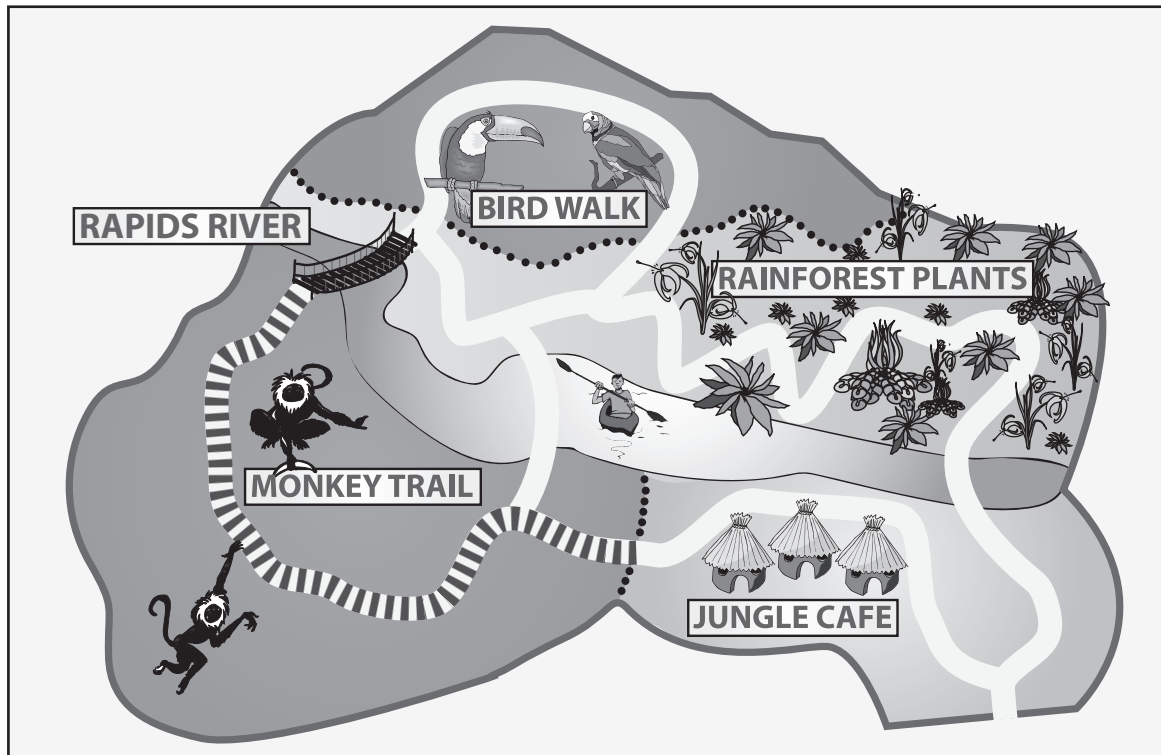 RAPIDS RIVER
BIRD WALK
RAINFOREST PLANTS
MONKEY TRAIL
JUNGLE CAFE